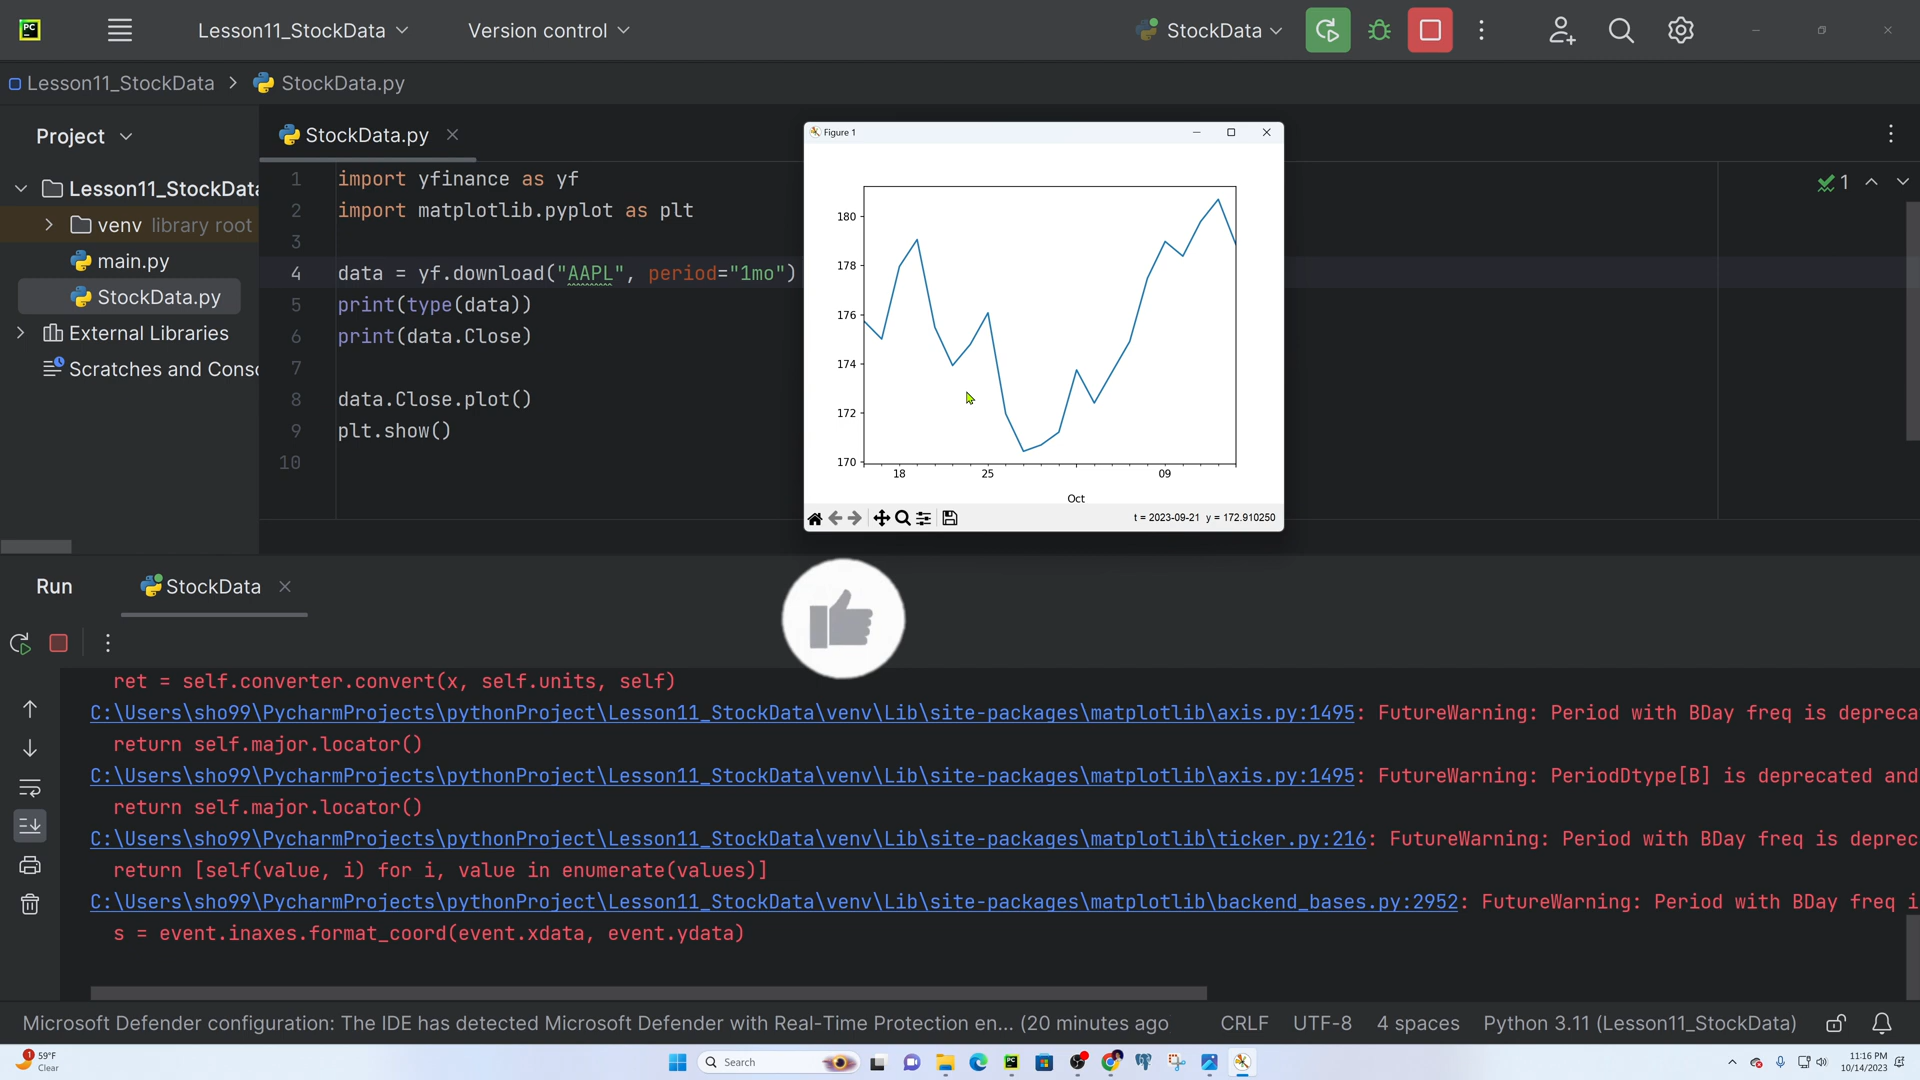 PC
Lesson11_StockData
Version control
StockData
Lesson11_StockData
StockData.py
Project
StockData.py
Lesson11_StockData
venv library root
main.py
StockData.py
External Libraries
Scratches and Conso
1 import yfinance as yf
2 import matplotlib.pyplot as plt
3
4 data = yf.download("AAPL", period="1mo")
5 print(type(data))
6 print(data.Close)
7
8 data.Close.plot()
9 plt.show()
10
1
Figure 1
180
178
176
174
172
170
18 25 09
Oct
t = 2023-09-21 y = 172.910250
Run
StockData
ret = self.converter.convert(x, self.units, self)
C:\Users\sho99\PycharmProjects\pythonProject\Lesson11_StockData\venv\Lib\site-packages\matplotlib\axis.py:1495: FutureWarning: Period with BDay freq is depreca
return self.major.locator()
C:\Users\sho99\PycharmProjects\pythonProject\Lesson11_StockData\venv\Lib\site-packages\matplotlib\axis.py:1495: FutureWarning: PeriodDtype[B] is deprecated and
return self.major.locator()
C:\Users\sho99\PycharmProjects\pythonProject\Lesson11_StockData\venv\Lib\site-packages\matplotlib\ticker.py:216: FutureWarning: Period with BDay freq is deprec
return [self(value, i) for i, value in enumerate(values)]
C:\Users\sho99\PycharmProjects\pythonProject\Lesson11_StockData\venv\Lib\site-packages\matplotlib\backend_bases.py:2952: FutureWarning: Period with BDay freq i
s = event.inaxes.format_coord(event.xdata, event.ydata)
Microsoft Defender configuration: The IDE has detected Microsoft Defender with Real-Time Protection en... (20 minutes ago
CRLF UTF-8 4 spaces Python 3.11 (Lesson11_StockData)
1
59°F
Clear
Search
11:16 PM
10/14/2023